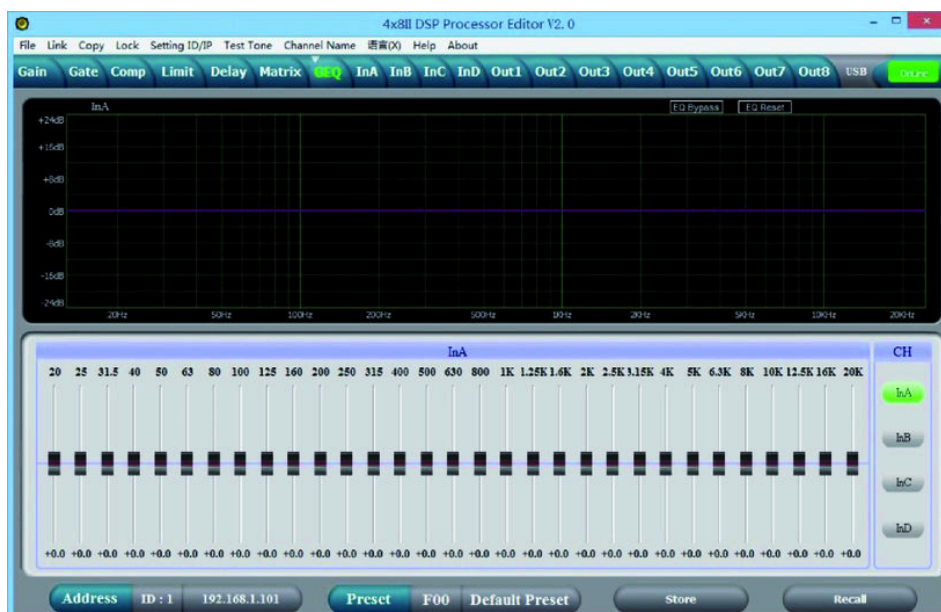 4x8II DSP Processor Editor V2.0
File Link Copy Lock Setting ID/IP Test Tone Channel Name 语言(X) Help About
Gain Gate Comp Limit Delay Matrix GEQ InA InB InC InD Out1 Out2 Out3 Out4 Out5 Out6 Out7 Out8 USB OnLine
InA EQ Bypass EQ Reset
+24dB
+15dB
+8dB
0dB
-8dB
-15dB
-24dB
20Hz 50Hz 100Hz 200Hz 500Hz 1KHz 2KHz 5KHz 10KHz 20KHz
InA CH
20 25 31.5 40 50 63 80 100 125 160 200 250 315 400 500 630 800 1K 1.25K 1.6K 2K 2.5K 3.15K 4K 5K 6.3K 8K 10K 12.5K 16K 20K
InA
InB
InC
InD
+0.0 +0.0 +0.0 +0.0 +0.0 +0.0 +0.0 +0.0 +0.0 +0.0 +0.0 +0.0 +0.0 +0.0 +0.0 +0.0 +0.0 +0.0 +0.0 +0.0 +0.0 +0.0 +0.0 +0.0 +0.0 +0.0 +0.0 +0.0 +0.0 +0.0 +0.0
Address ID : 1 192.168.1.101 Preset F00 Default Preset Store Recall